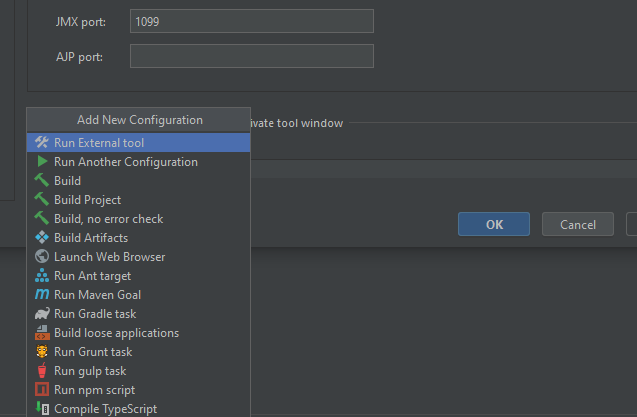 JMX port: 1099
AJP port:
Add New Configuration
ivate tool window
Run External tool
Run Another Configuration
Build
Build Project
Build, no error check
OK
Cancel
Build Artifacts
Launch Web Browser
Run Ant target
Run Maven Goal
Run Gradle task
Build loose applications
Run Grunt task
Run gulp task
Run npm script
Compile TypeScript